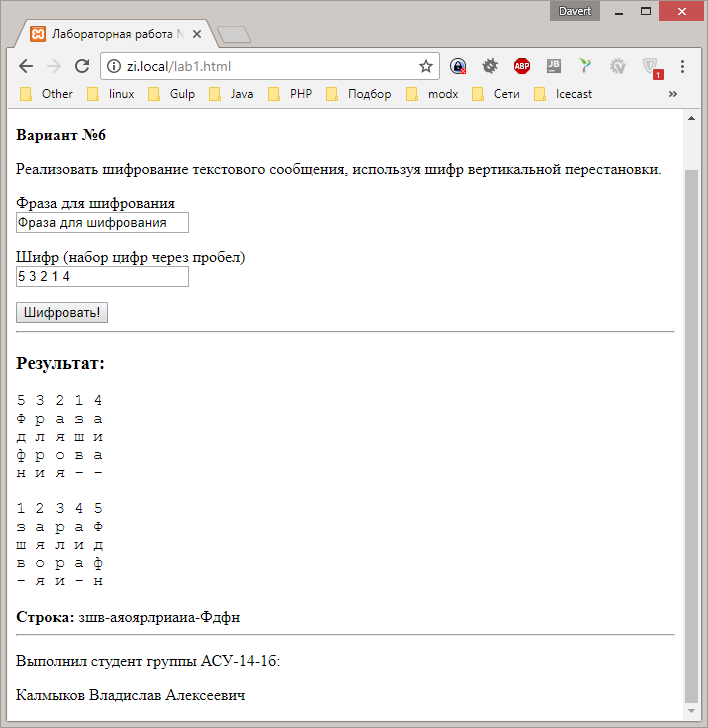 Davert
Лабораторная работа N
zi.local/lab1.html
ABP
JB
1
Other linux Gulp Java PHP Подбор modx Сети Icecast »
Вариант №6
Реализовать шифрование текстового сообщения, используя шифр вертикальной перестановки.
Фраза для шифрования
Фраза для шифрования
Шифр (набор цифр через пробел)
5 3 2 1 4
Шифровать!
Результат:
5 3 2 1 4
Ф р а з а
д л я ш и
ф р о в а
н и я - -
1 2 3 4 5
з а р а Ф
ш я л и д
в о р а ф
- я и - н
Строка: зшв-аяоярлриаиа-Фдфн
Выполнил студент группы АСУ-14-1б:
Калмыков Владислав Алексеевич